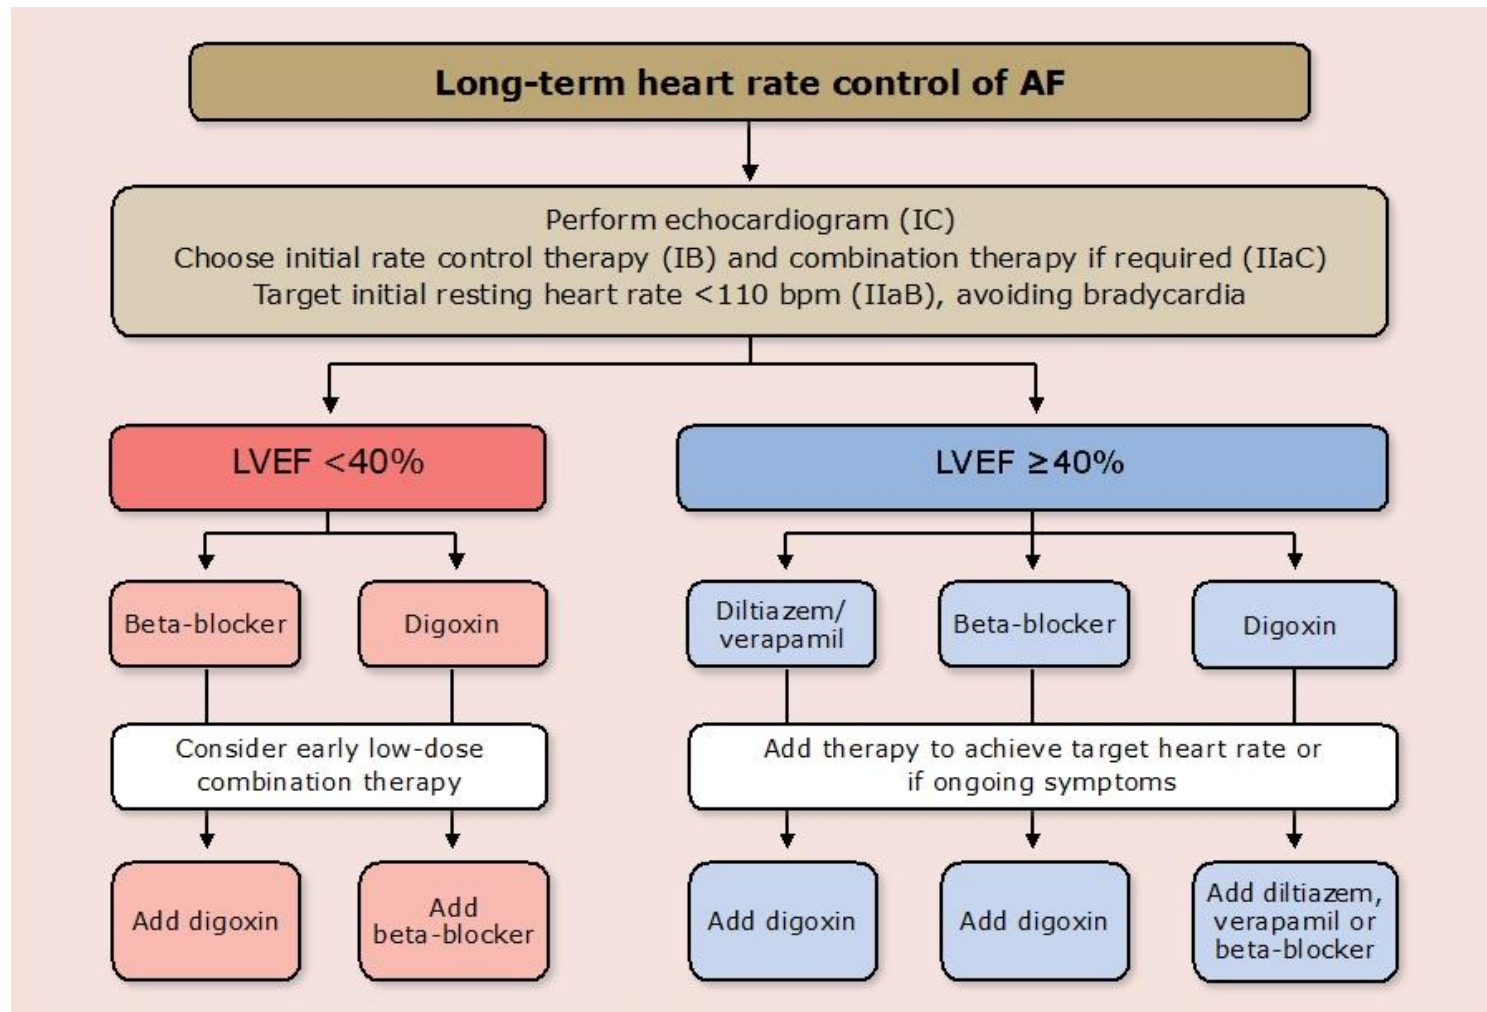 Long-term heart rate control of AF
Perform echocardiogram (IC)
Choose initial rate control therapy (IB) and combination therapy if required (IIaC)
Target initial resting heart rate <110 bpm (IIaB), avoiding bradycardia
LVEF <40%
LVEF ≥40%
Beta-blocker
Digoxin
Diltiazem/
verapamil
Beta-blocker
Digoxin
Consider early low-dose
combination therapy
Add therapy to achieve target heart rate or
if ongoing symptoms
Add digoxin
Add
beta-blocker
Add digoxin
Add digoxin
Add diltiazem,
verapamil or
beta-blocker